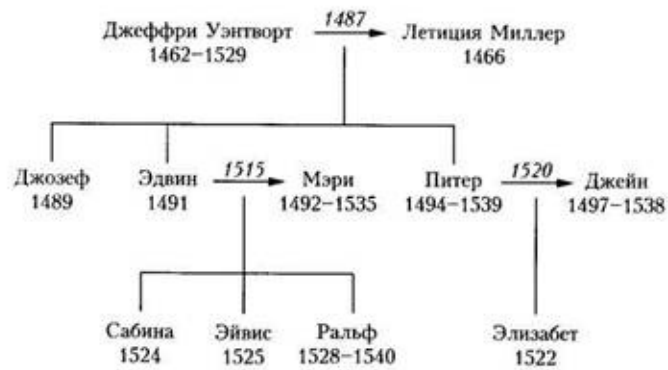 1487
Джеффри Уэнтворт Летиция Миллер
1462–1529 1466
1515 1520
Джозеф Эдвин Мэри Питер Джейн
1489 1491 1492–1535 1494–1539 1497–1538
Сабина Эйвис Ральф Элизабет
1524 1525 1528–1540 1522